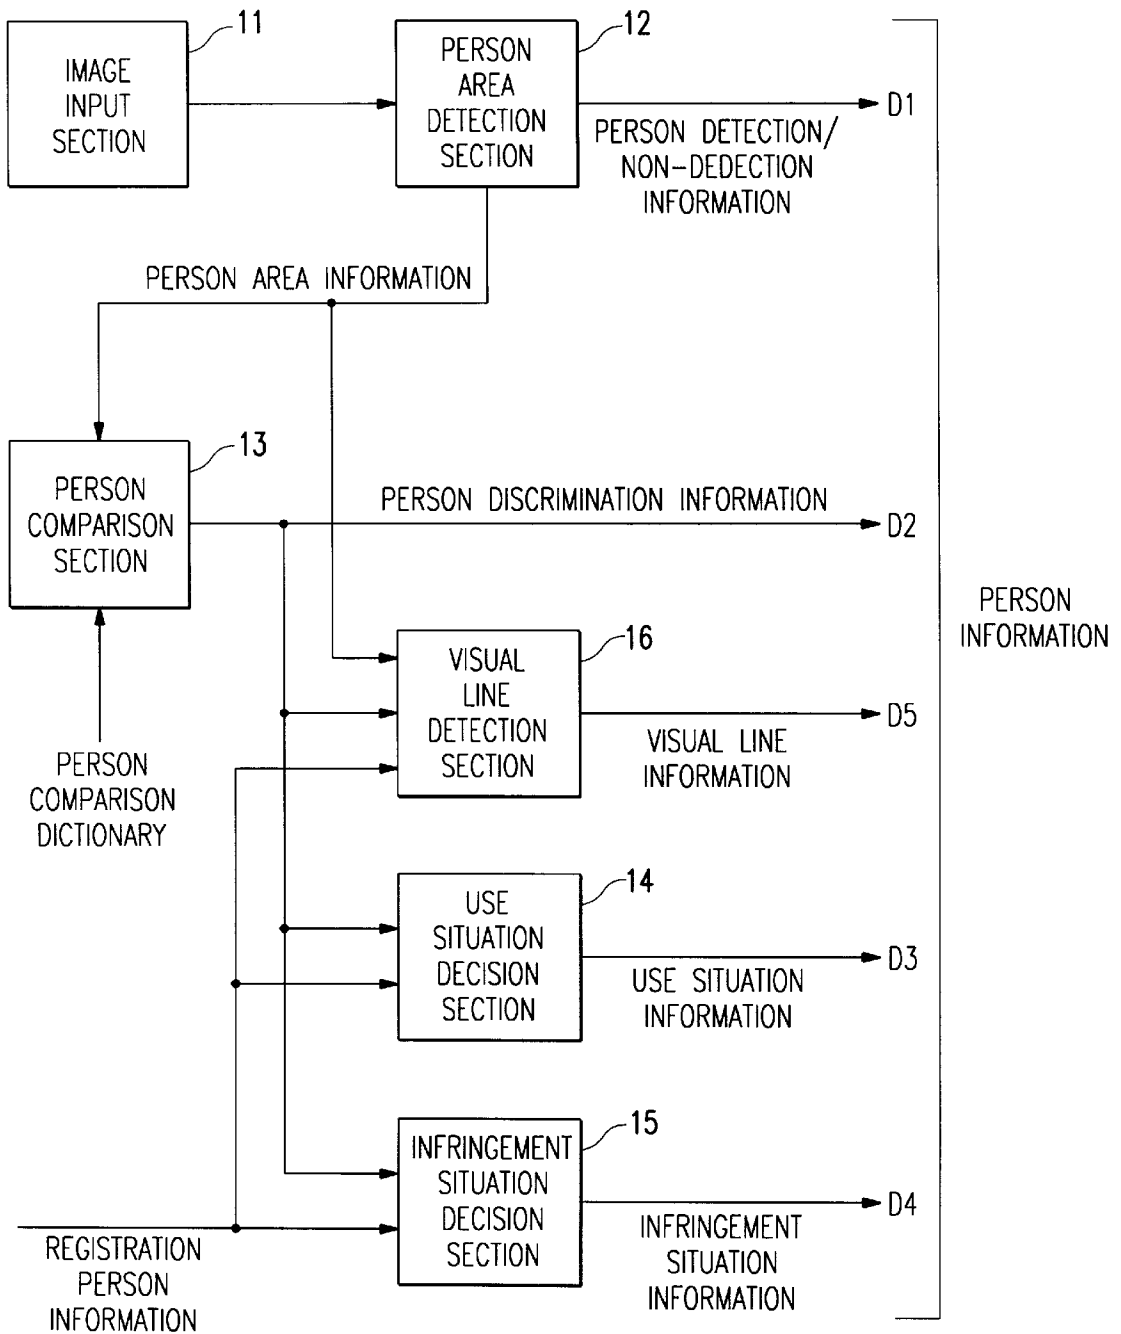 11
IMAGE
INPUT
SECTION
12
PERSON
AREA
DETECTION
SECTION
D1
PERSON DETECTION/
NON-DEDECTION
INFORMATION
PERSON AREA INFORMATION
13
PERSON
COMPARISON
SECTION
PERSON DISCRIMINATION INFORMATION
D2
PERSON
INFORMATION
16
VISUAL
LINE
DETECTION
SECTION
D5
VISUAL LINE
INFORMATION
PERSON
COMPARISON
DICTIONARY
14
USE
SITUATION
DECISION
SECTION
D3
USE SITUATION
INFORMATION
15
INFRINGEMENT
SITUATION
DECISION
SECTION
D4
INFRINGEMENT
SITUATION
INFORMATION
REGISTRATION
PERSON
INFORMATION